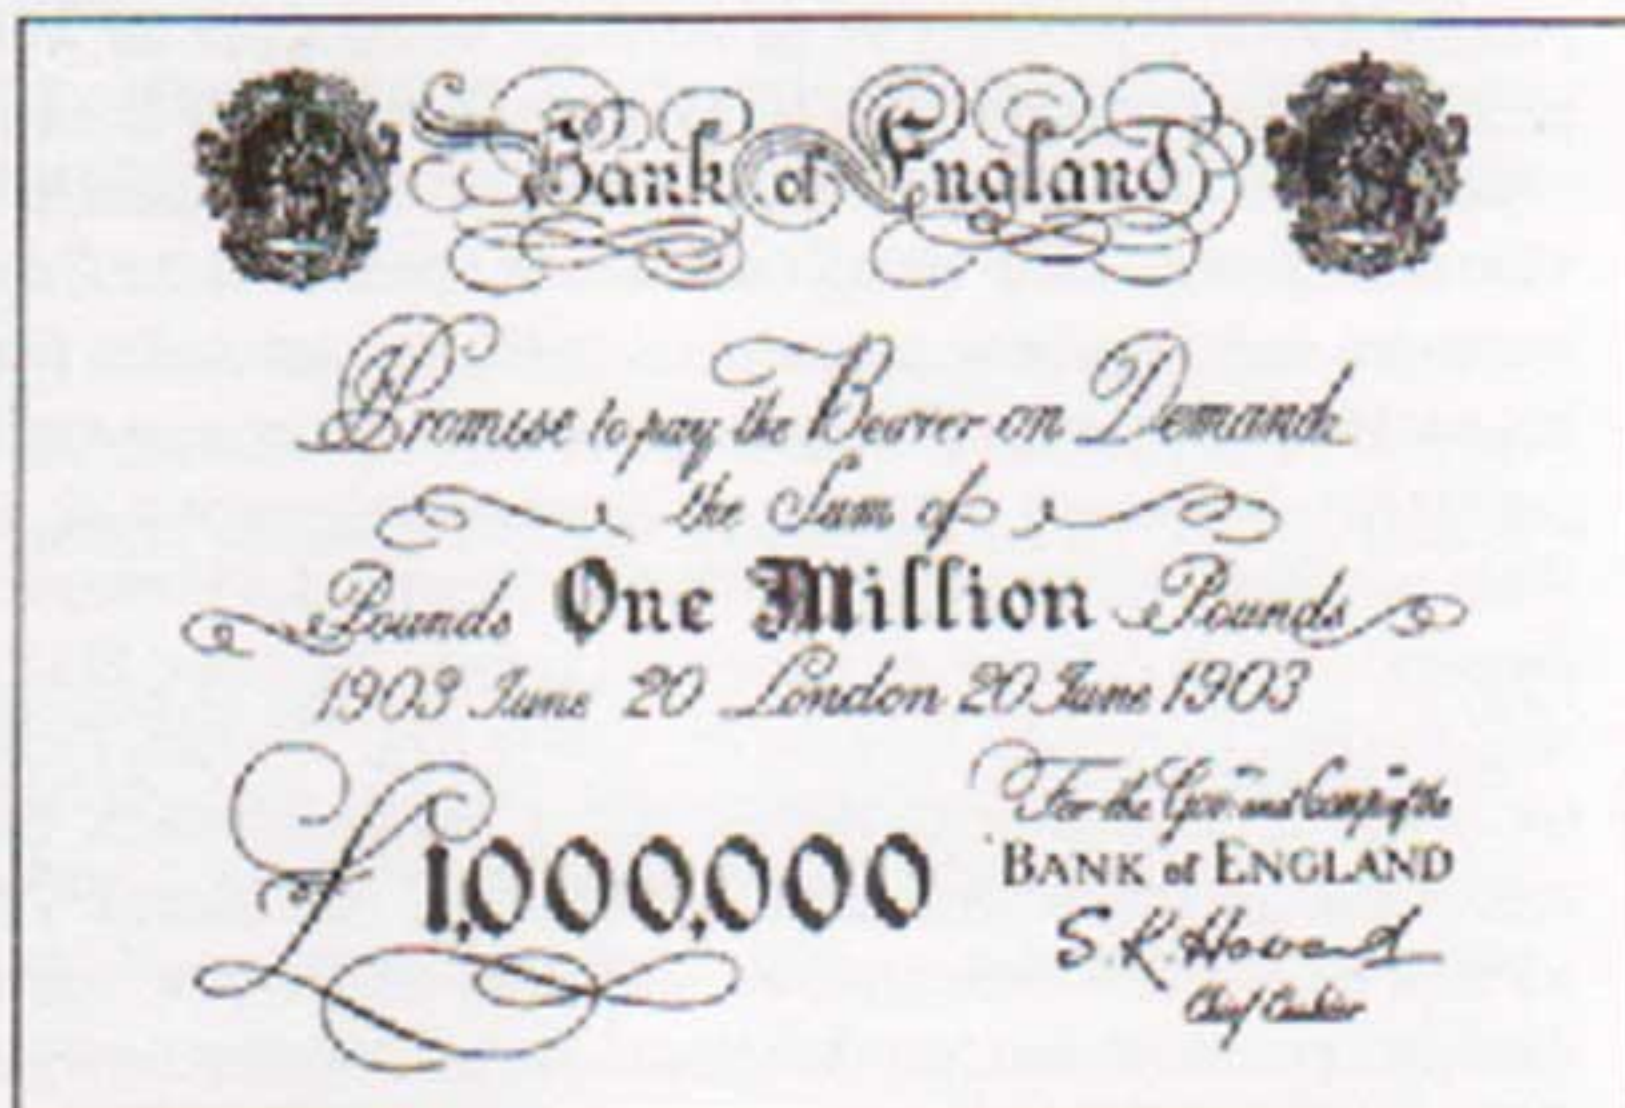 Bank of England
I Promise to pay the Bearer on Demand
the Sum of
Pounds One Million Pounds
1903 June 20 London 20 June 1903
£1,000,000
For the Govr and Compy of the
BANK of ENGLAND
S. K.
Chief Cashier